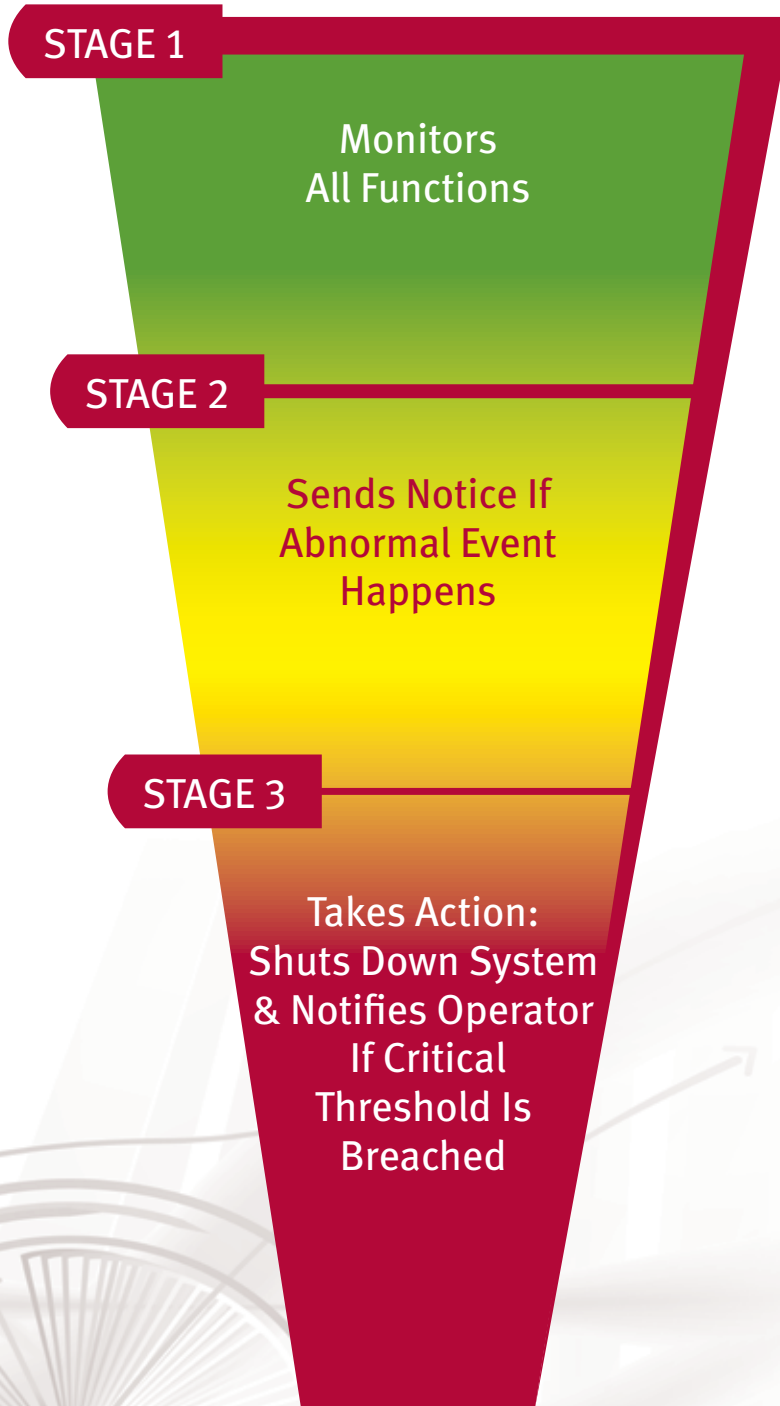 STAGE 1
Monitors
All Functions
STAGE 2
Sends Notice If
Abnormal Event
Happens
STAGE 3
Takes Action:
Shuts Down System
& Notifies Operator
If Critical
Threshold Is
Breached